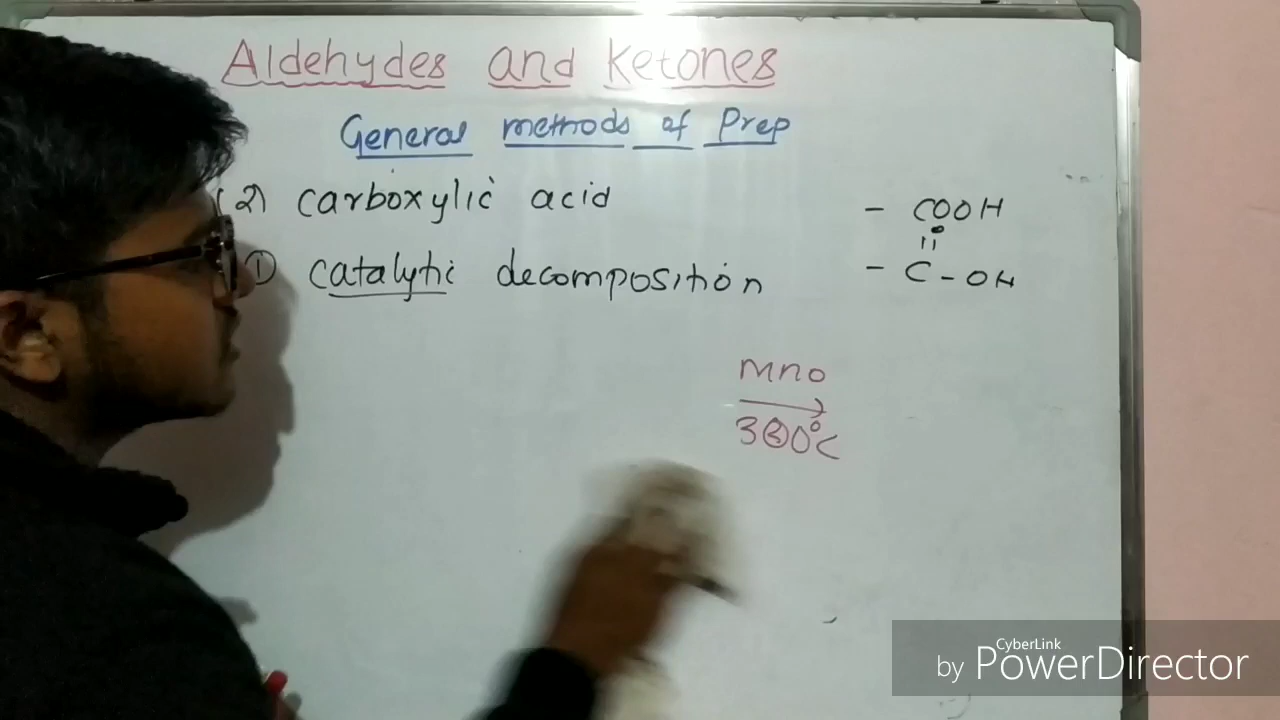 Aldehydes and Ketones
General methods of Prep
(2) carboxylic acid
- COOH
① catalytic decomposition
- C - OH
mno
300°C
CyberLink
by PowerDirector